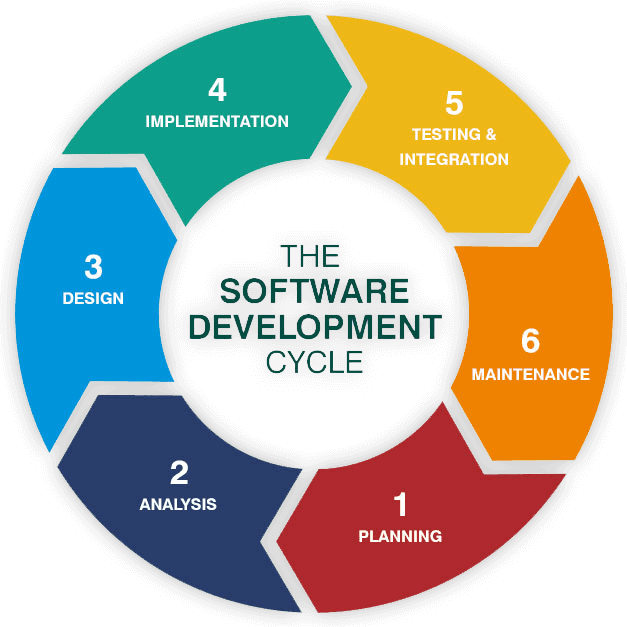 THE
SOFTWARE
DEVELOPMENT
CYCLE
1
PLANNING
2
ANALYSIS
3
DESIGN
4
IMPLEMENTATION
5
TESTING &
INTEGRATION
6
MAINTENANCE